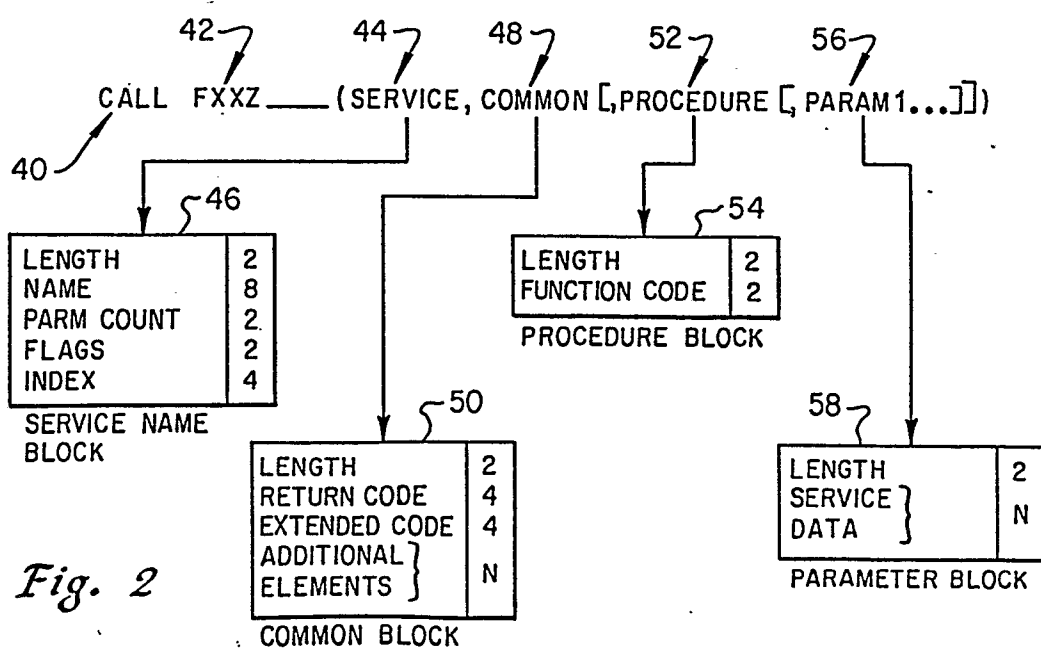 42 44 48 52 56
CALL FXXZ____(SERVICE, COMMON [,PROCEDURE [, PARAM1...]])
40
46
LENGTH 2
NAME 8
PARM COUNT 2
FLAGS 2
INDEX 4
SERVICE NAME
BLOCK
54
LENGTH 2
FUNCTION CODE 2
PROCEDURE BLOCK
50
LENGTH 2
RETURN CODE 4
EXTENDED CODE 4
ADDITIONAL
ELEMENTS } N
COMMON BLOCK
58
LENGTH 2
SERVICE
DATA } N
PARAMETER BLOCK
Fig. 2